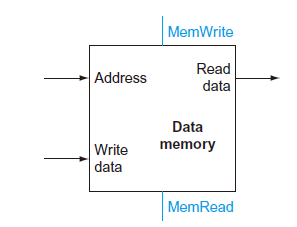 MemWrite
Address
Read
data
Data
memory
Write
data
MemRead